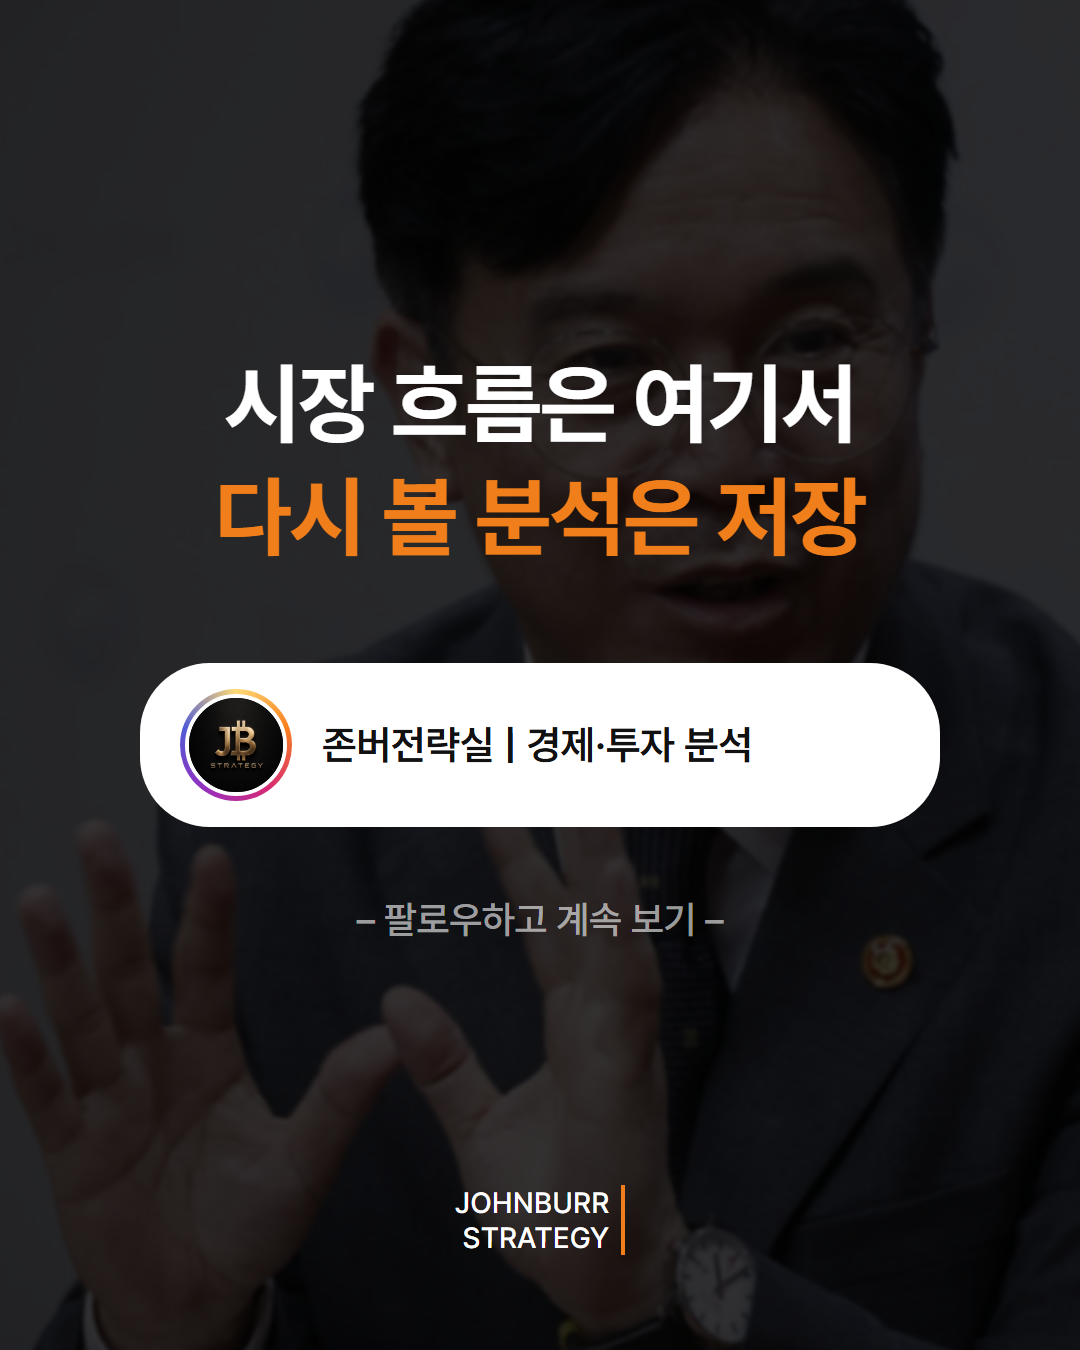 시장 흐름은 여기서
다시 볼 분석은 저장
JB
STRATEGY
존버전략실 | 경제·투자 분석
– 팔로우하고 계속 보기 –
JOHNBURR
STRATEGY